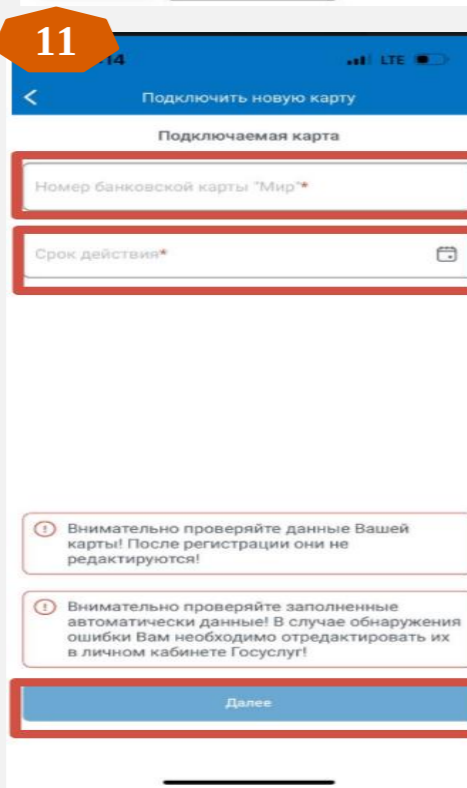 11
14
LTE
Подключить новую карту
Подключаемая карта
Номер банковской карты "Мир"*
Срок действия*
Внимательно проверяйте данные Вашей
карты! После регистрации они не
редактируются!
Внимательно проверяйте заполненные
автоматически данные! В случае обнаружения
ошибки Вам необходимо отредактировать их
в личном кабинете Госуслуг!
Далее